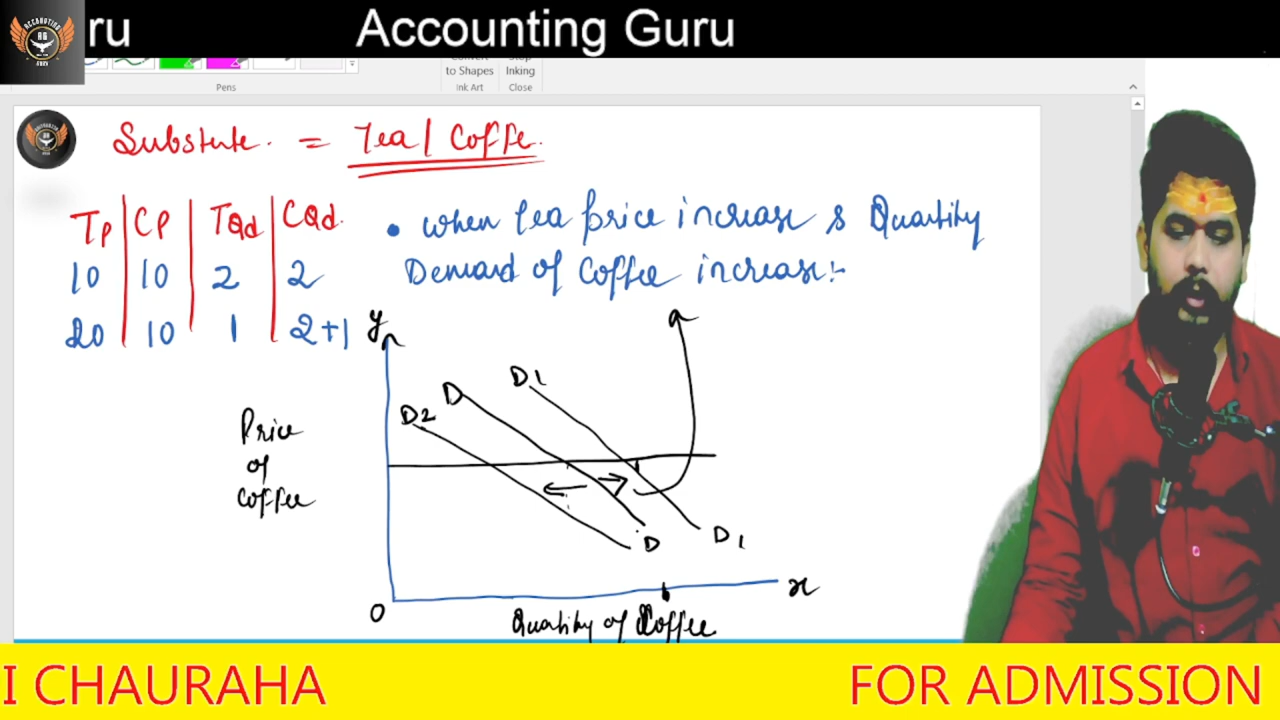 ru Accounting Guru
to Shapes Inking
Pens Ink Art Close
Substute. = Tea/Coffe.
Tp Cp TQd CQd.
10 10 2 2
20 10 1 2+1
• when tea price increase s Quantity
Demand of Coffee increase:-
y
a
D1
D
D2
Price
of
Coffee
D
D1
O
x
Quatity of Coffee
I CHAURAHA FOR ADMISSION